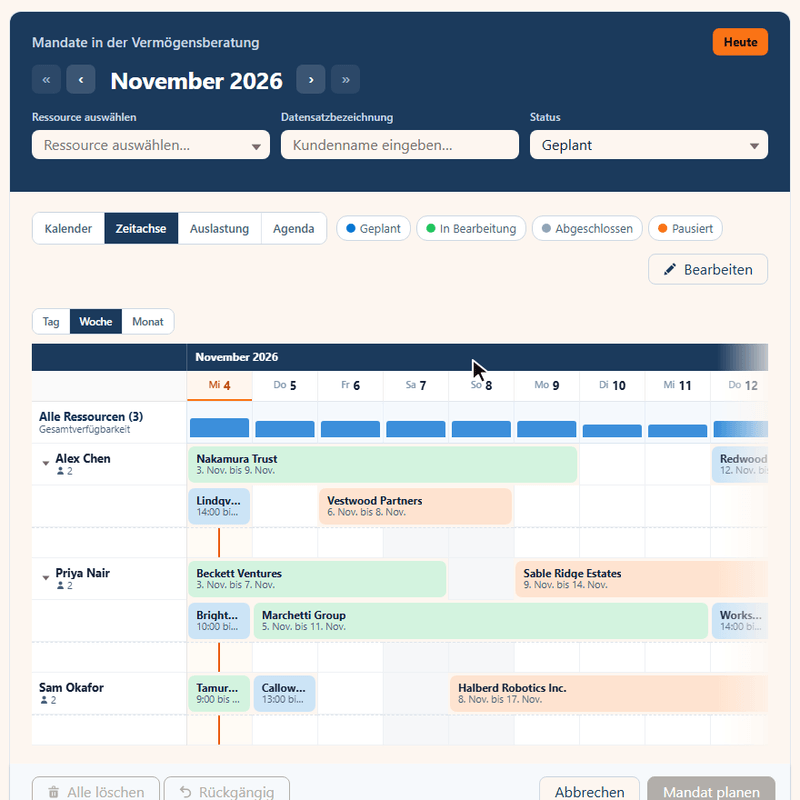 Mandate in der Vermögensberatung
Heute
« ‹ November 2026 › »
Ressource auswählen Datensatzbezeichnung Status
Ressource auswählen... Kundenname eingeben... Geplant
Kalender Zeitachse Auslastung Agenda Geplant In Bearbeitung Abgeschlossen Pausiert
Bearbeiten
Tag Woche Monat
November 2026
Mi 4 Do 5 Fr 6 Sa 7 So 8 Mo 9 Di 10 Mi 11 Do 12
Alle Ressourcen (3)
Gesamtverfügbarkeit
Alex Chen Nakamura Trust Redwood
2 3. Nov. bis 9. Nov. 12. Nov. bis
Lindqv... Vestwood Partners
14:00 bi... 6. Nov. bis 8. Nov.
Priya Nair Beckett Ventures Sable Ridge Estates
2 3. Nov. bis 7. Nov. 9. Nov. bis 14. Nov.
Bright... Marchetti Group Works...
10:00 bi... 5. Nov. bis 11. Nov. 14:00 bi...
Sam Okafor Tamur... Callow... Halberd Robotics Inc.
2 9:00 bis ... 13:00 bi... 8. Nov. bis 17. Nov.
Alle löschen Rückgängig Abbrechen Mandat planen